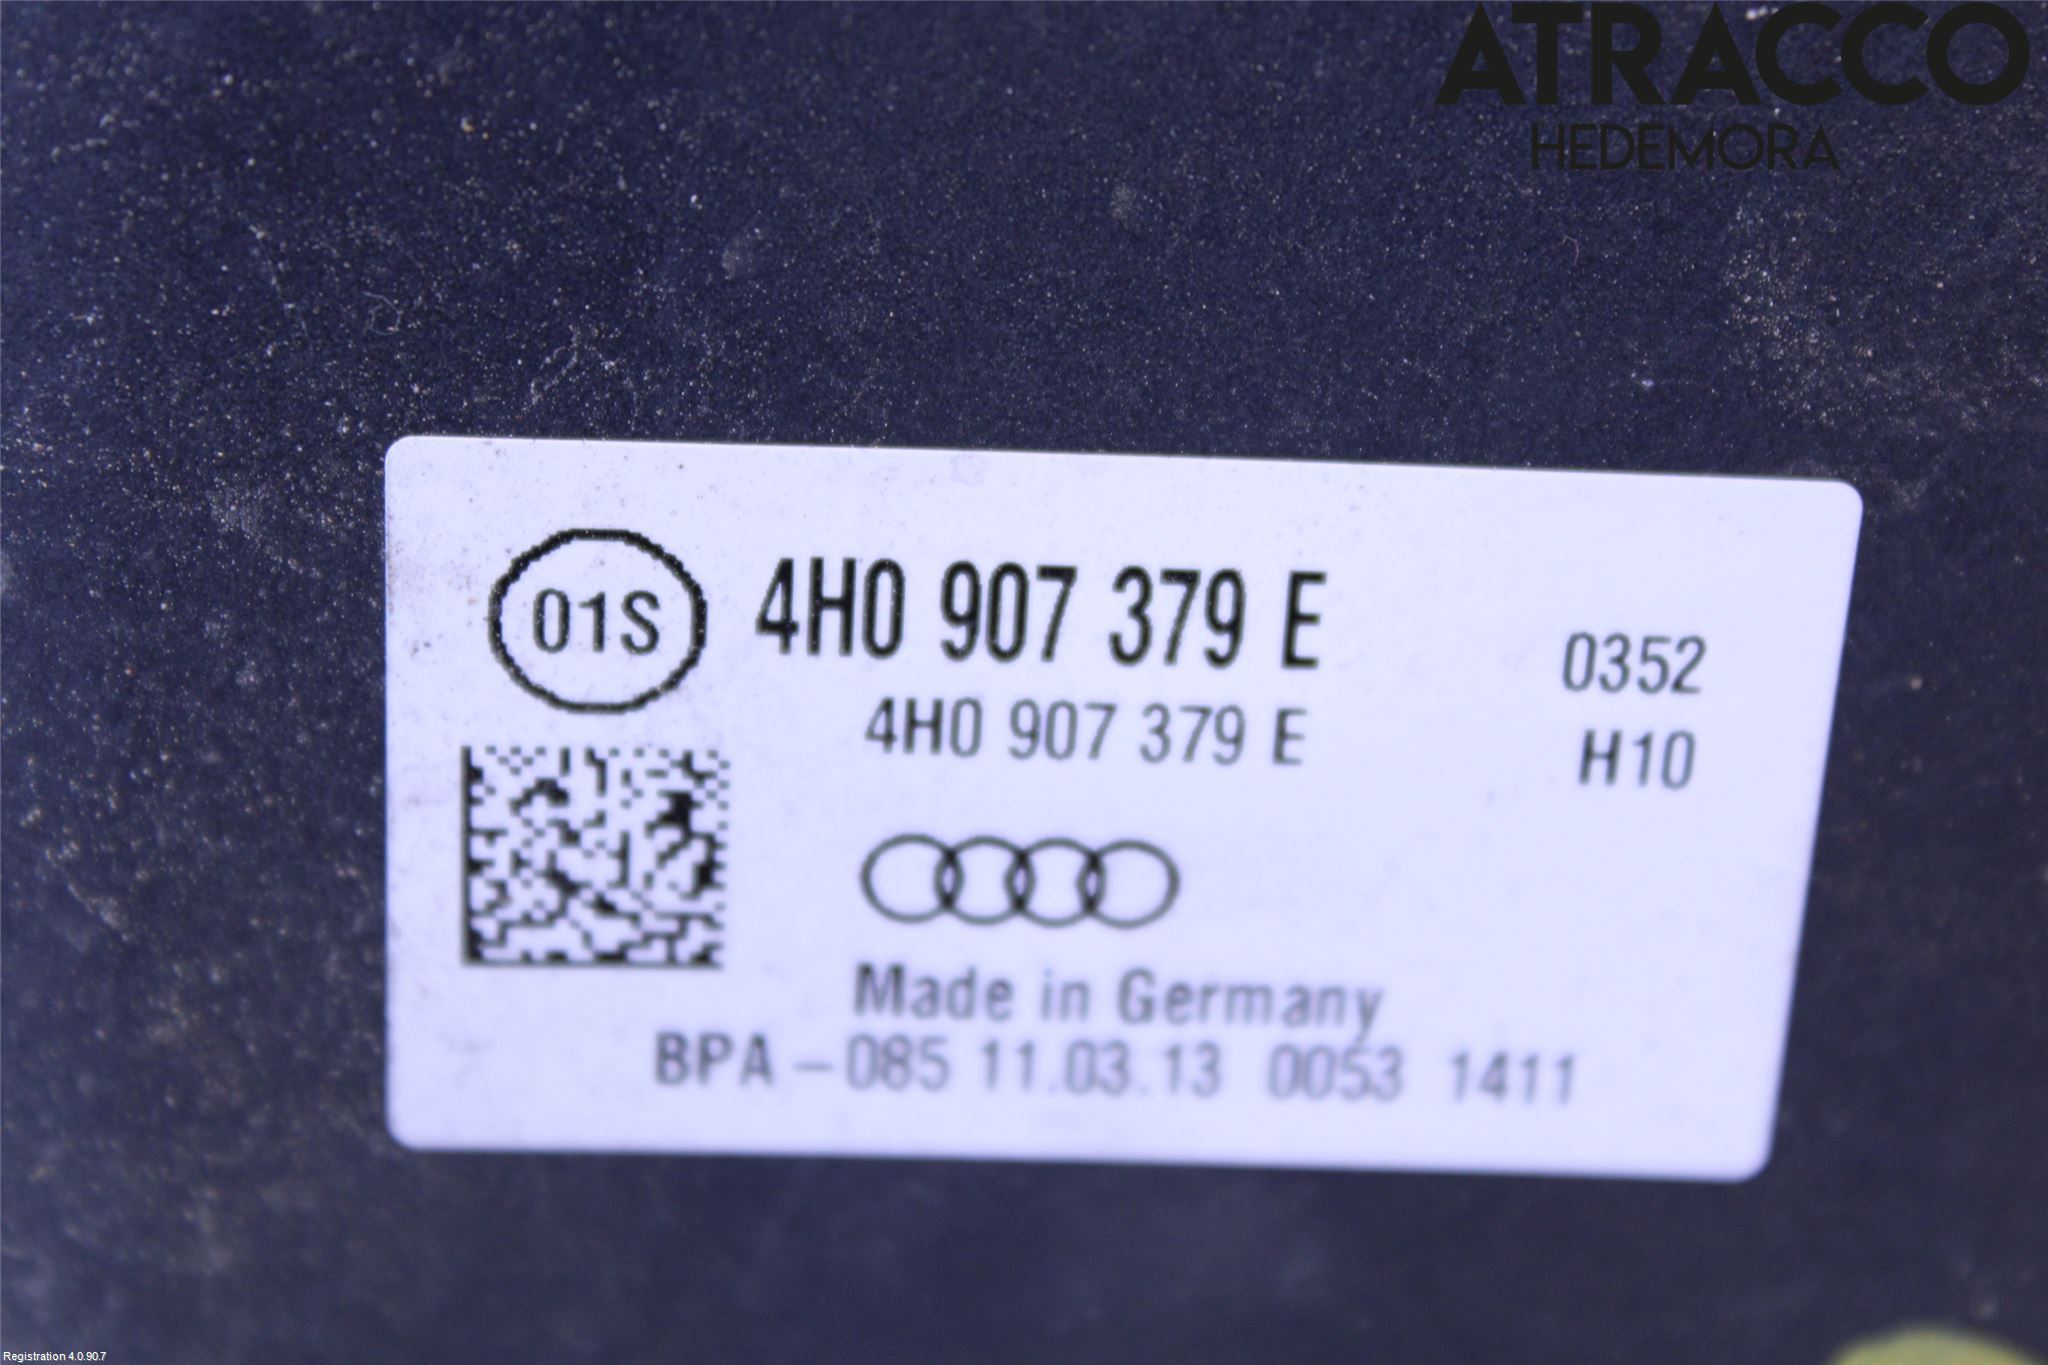 ATRACCO
HEDEMORA
01S
4H0 907 379 E
0352
4H0 907 379 E
H10
Made in Germany
BPA - 085 11.03.13 0053 1411
Registration 4.0.90.7